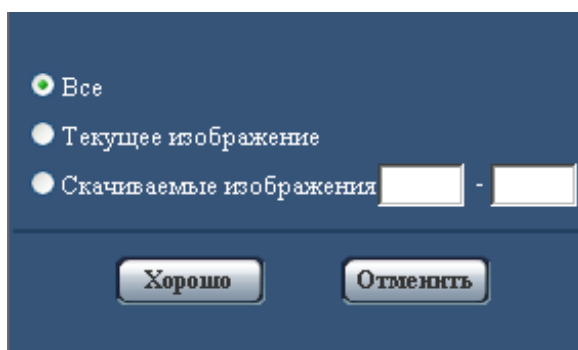 Все
Текущее изображение
Скачиваемые изображения -
Хорошо Отменить